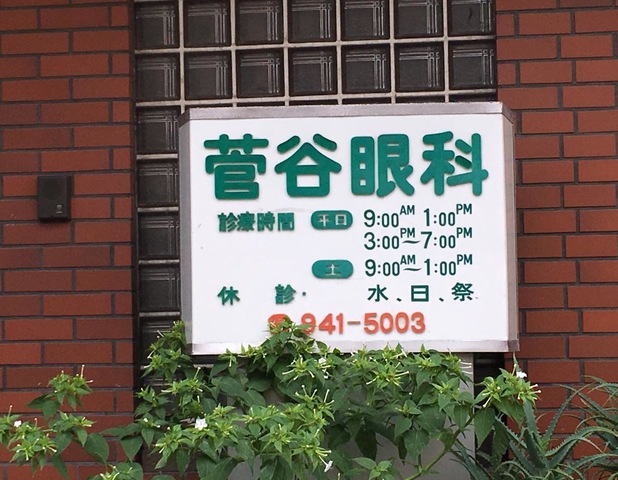 菅谷眼科
診療時間 平日 9:00AM 1:00PM
3:00PM～7:00PM
土 9:00AM～1:00PM
休診・ 水、日、祭
☎941-5003